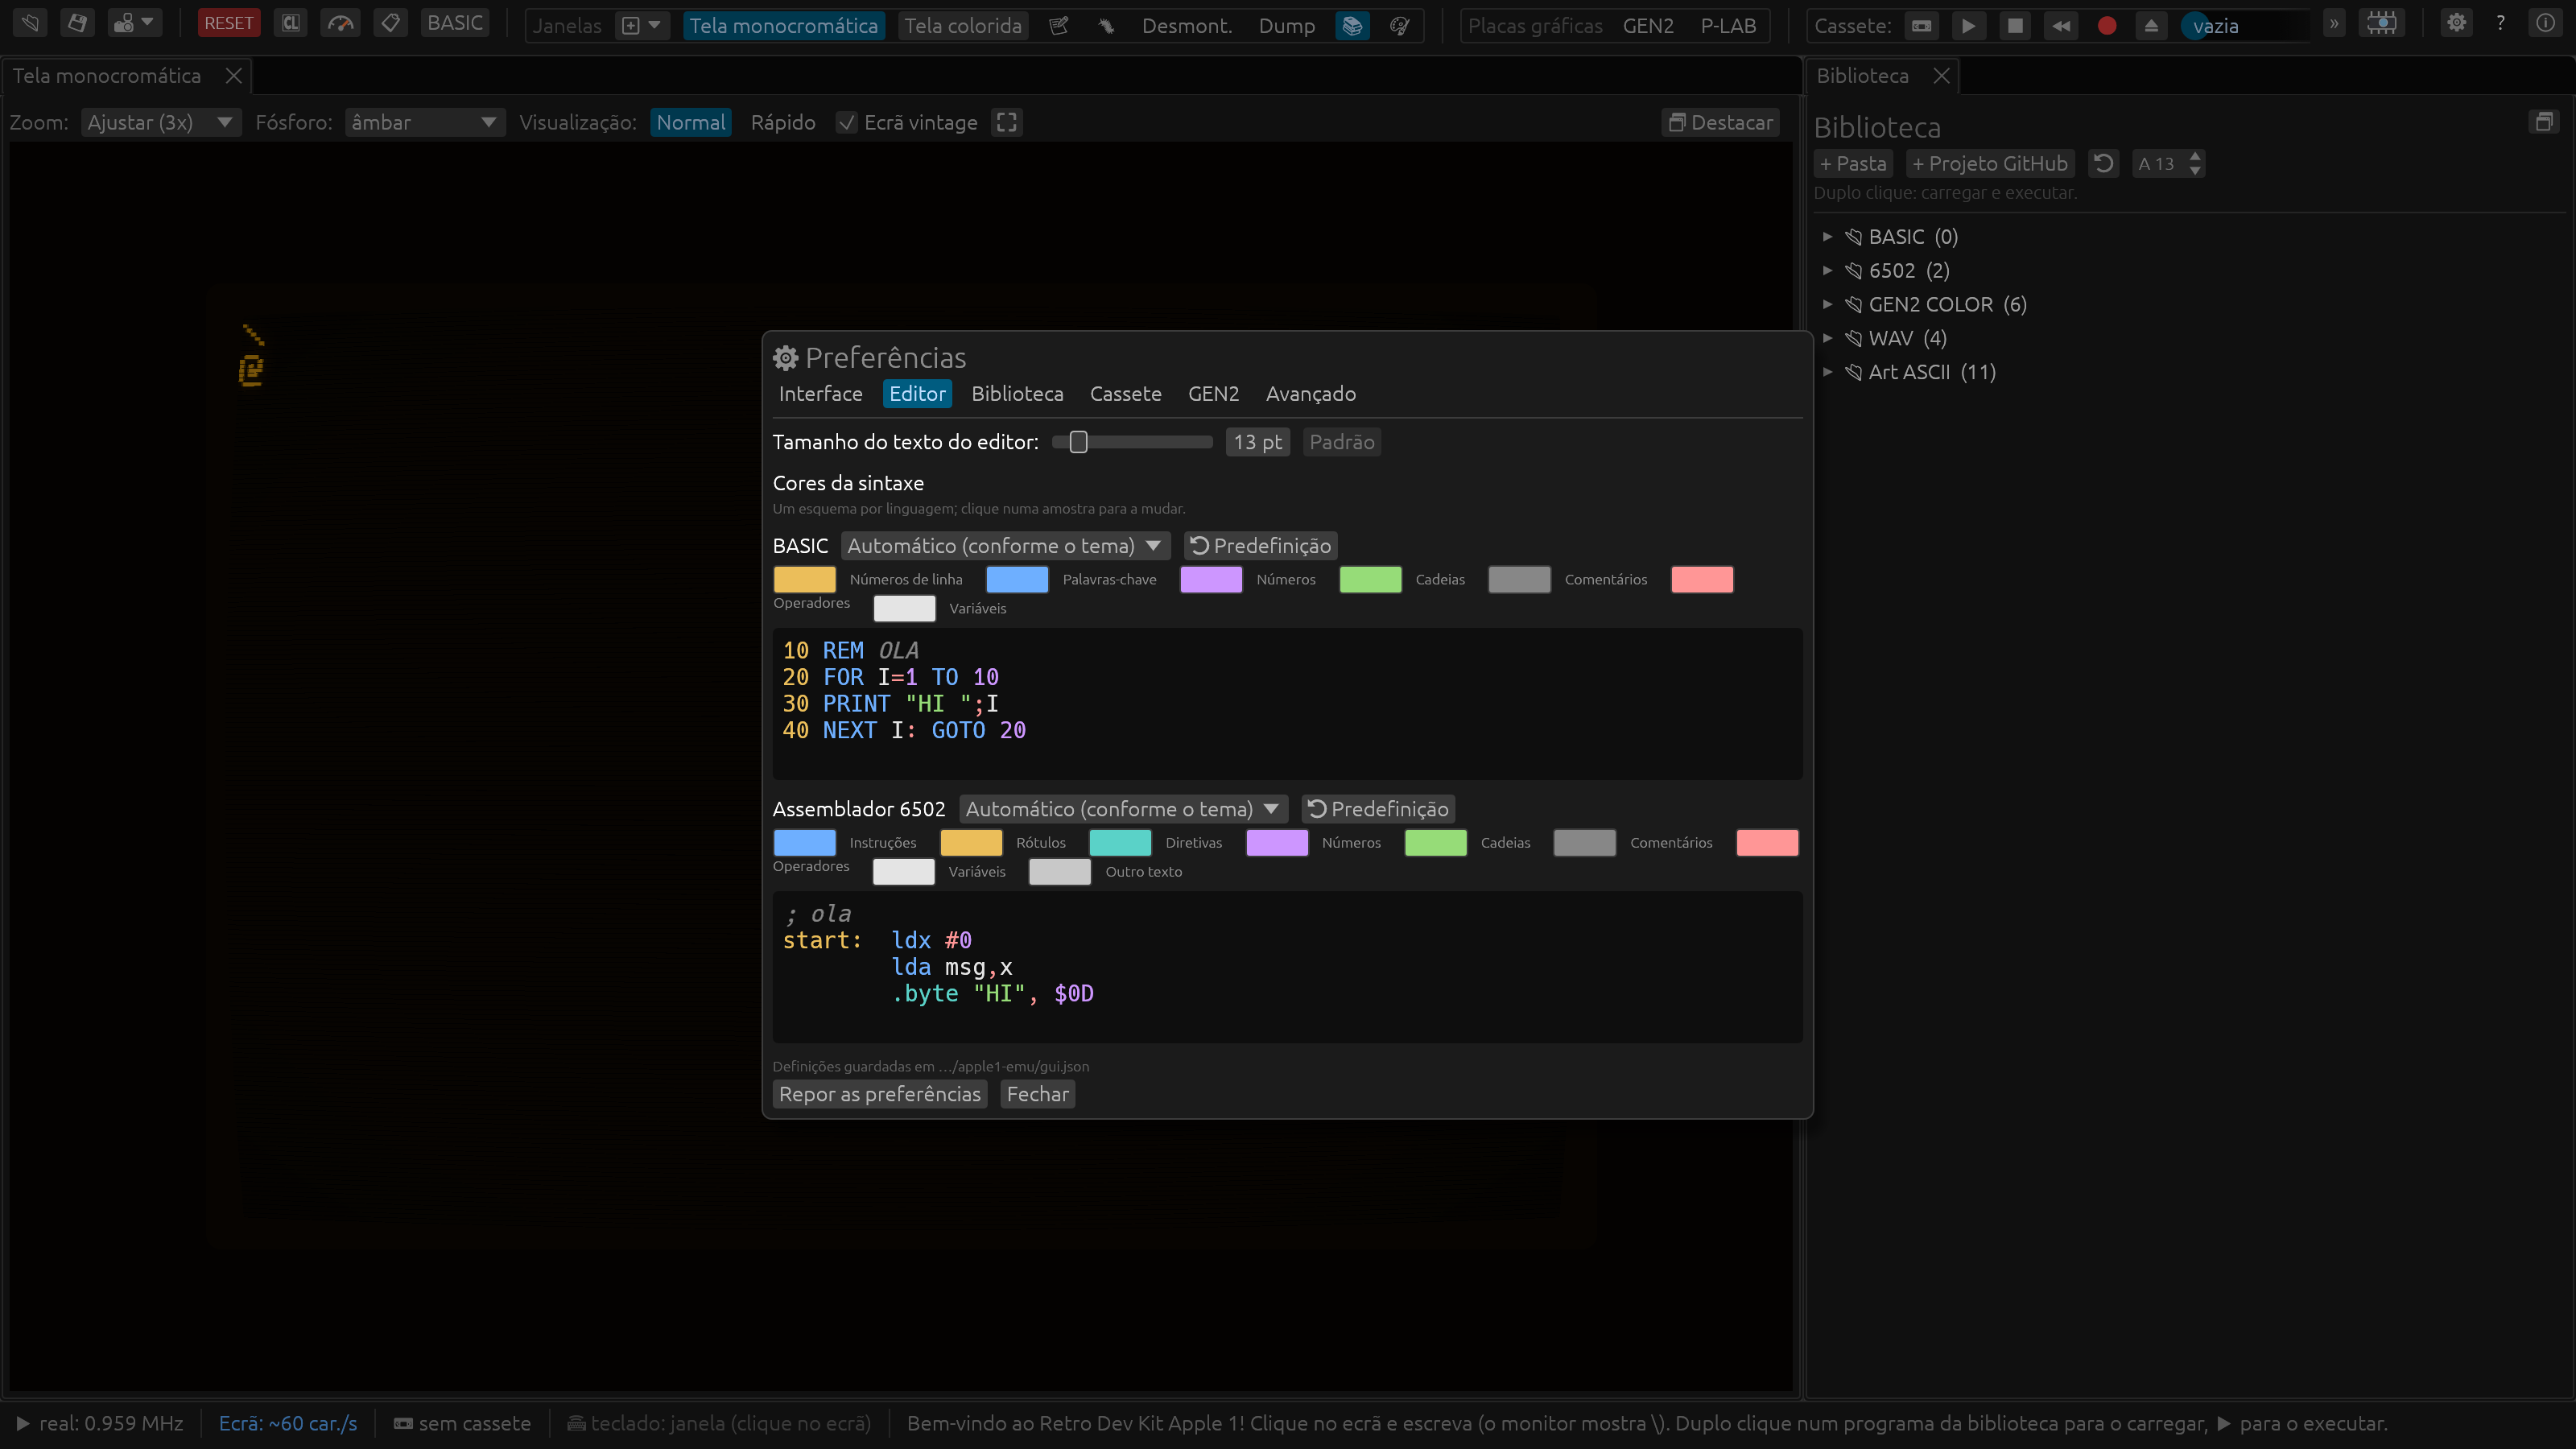 RESET BASIC Janelas Tela monocromática Tela colorida Desmont. Dump Placas gráficas GEN2 P-LAB Cassete: vazia » ?
Tela monocromática
Zoom: Ajustar (3x) Fósforo: âmbar Visualização: Normal Rápido Ecrã vintage Destacar
\
@
Biblioteca
Biblioteca
+ Pasta + Projeto GitHub A 13
Duplo clique: carregar e executar.
BASIC (0)
6502 (2)
GEN2 COLOR (6)
WAV (4)
Art ASCII (11)
Preferências
Interface Editor Biblioteca Cassete GEN2 Avançado
Tamanho do texto do editor: 13 pt Padrão
Cores da sintaxe
Um esquema por linguagem; clique numa amostra para a mudar.
BASIC Automático (conforme o tema) Predefinição
Números de linha Palavras-chave Números Cadeias Comentários
Operadores Variáveis
10 REM OLA
20 FOR I=1 TO 10
30 PRINT "HI ";I
40 NEXT I: GOTO 20
Assemblador 6502 Automático (conforme o tema) Predefinição
Instruções Rótulos Diretivas Números Cadeias Comentários
Operadores Variáveis Outro texto
; ola
start: ldx #0
lda msg,x
.byte "HI", $0D
Definições guardadas em …/apple1-emu/gui.json
Repor as preferências Fechar
real: 0.959 MHz Ecrã: ~60 car./s sem cassete teclado: janela (clique no ecrã) Bem-vindo ao Retro Dev Kit Apple 1! Clique no ecrã e escreva (o monitor mostra \). Duplo clique num programa da biblioteca para o carregar, ▶ para o executar.